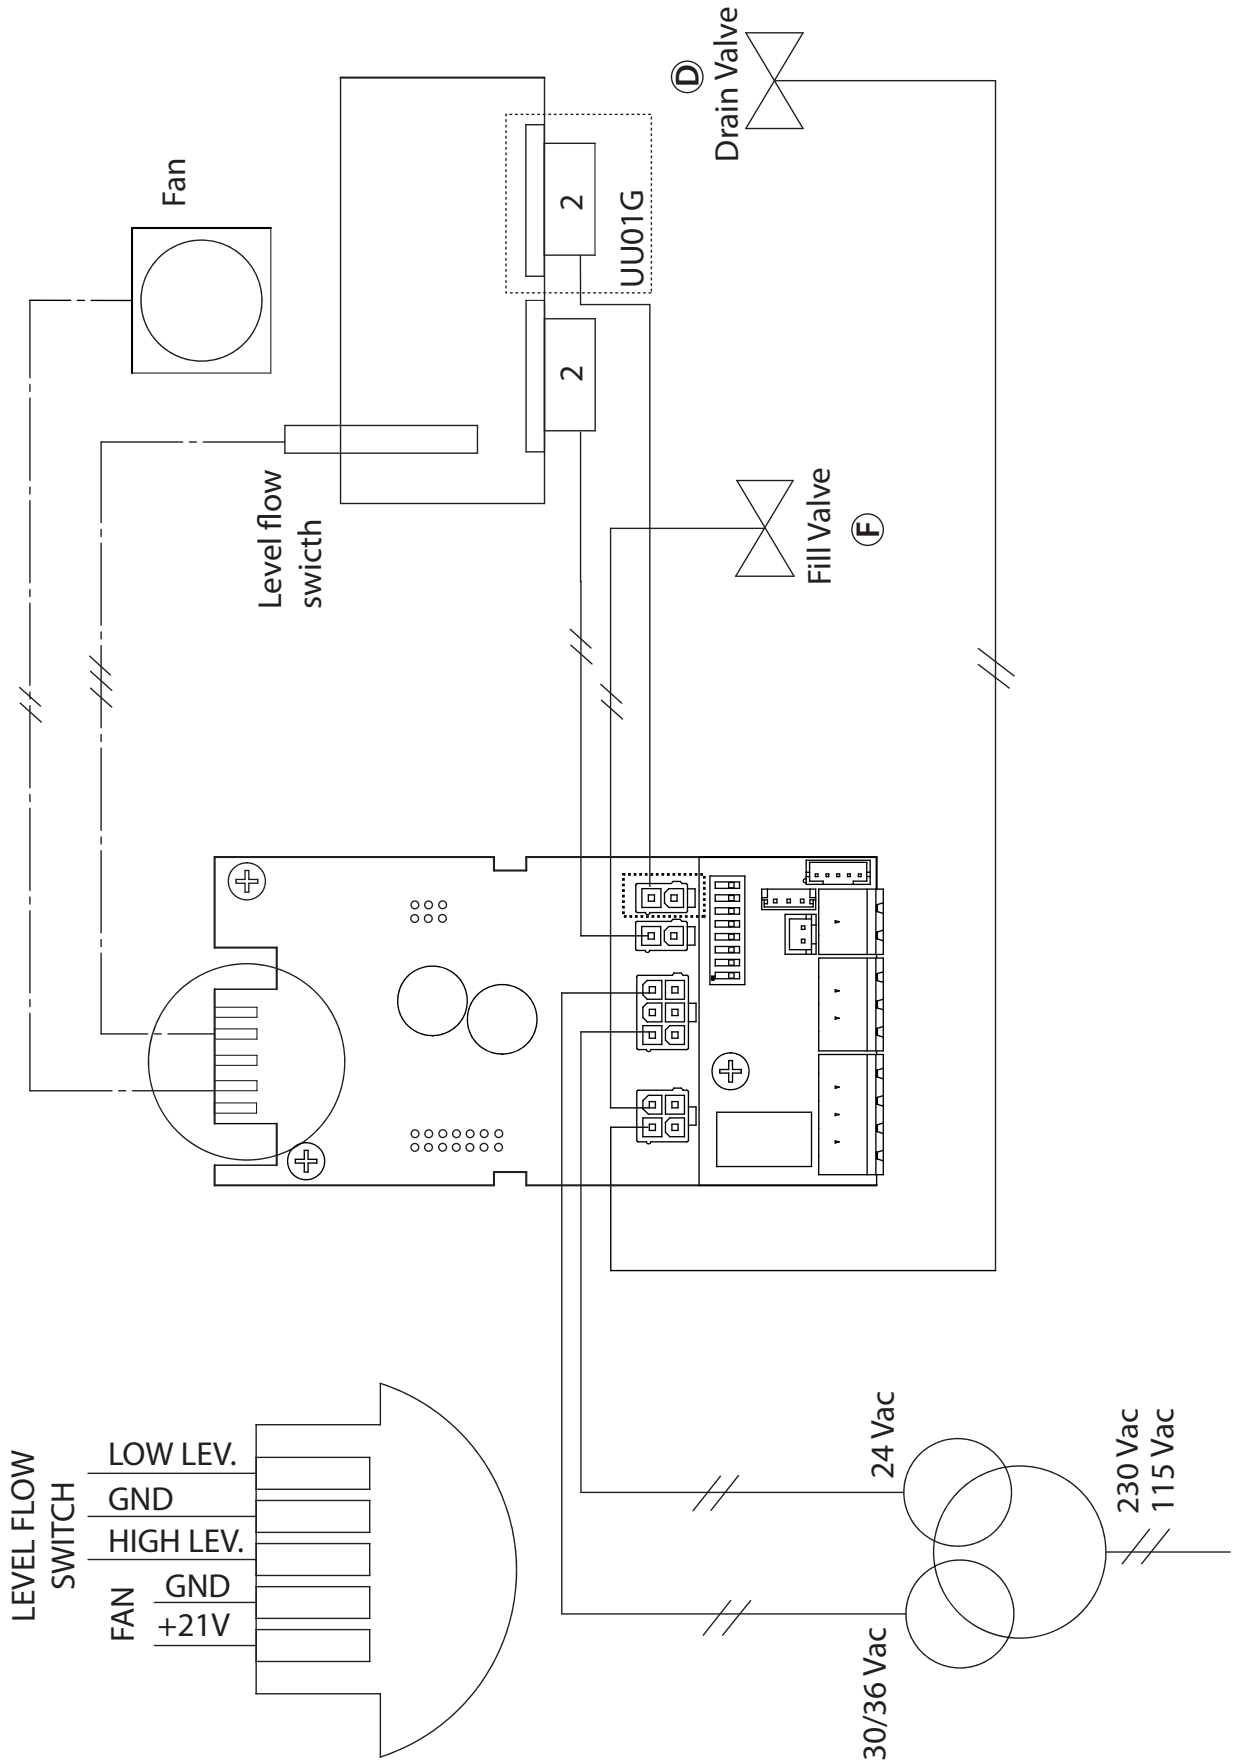 LEVEL FLOW
SWITCH
LOW LEV.
GND
HIGH LEV.
FAN
GND
+21V
Fan
Level flow
swicth
2
2
UU01G
D
Drain Valve
Fill Valve
F
24 Vac
30/36 Vac
230 Vac
115 Vac